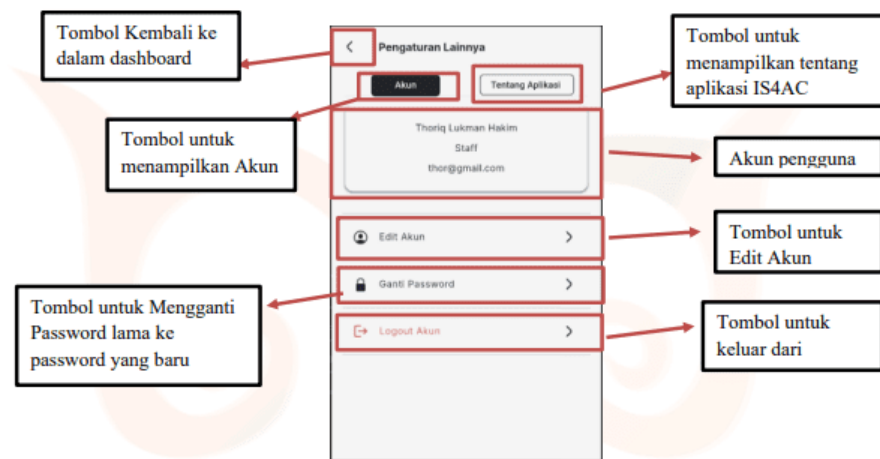 Tombol Kembali ke
dalam dashboard
Pengaturan Lainnya
Tombol untuk
menampilkan tentang
aplikasi IS4AC
Akun
Tentang Aplikasi
Tombol untuk
menampilkan Akun
Thoriq Lukman Hakim
Staff
thor@gmail.com
Akun pengguna
Edit Akun
Tombol untuk
Edit Akun
Ganti Password
Tombol untuk Mengganti
Password lama ke
password yang baru
Logout Akun
Tombol untuk
keluar dari